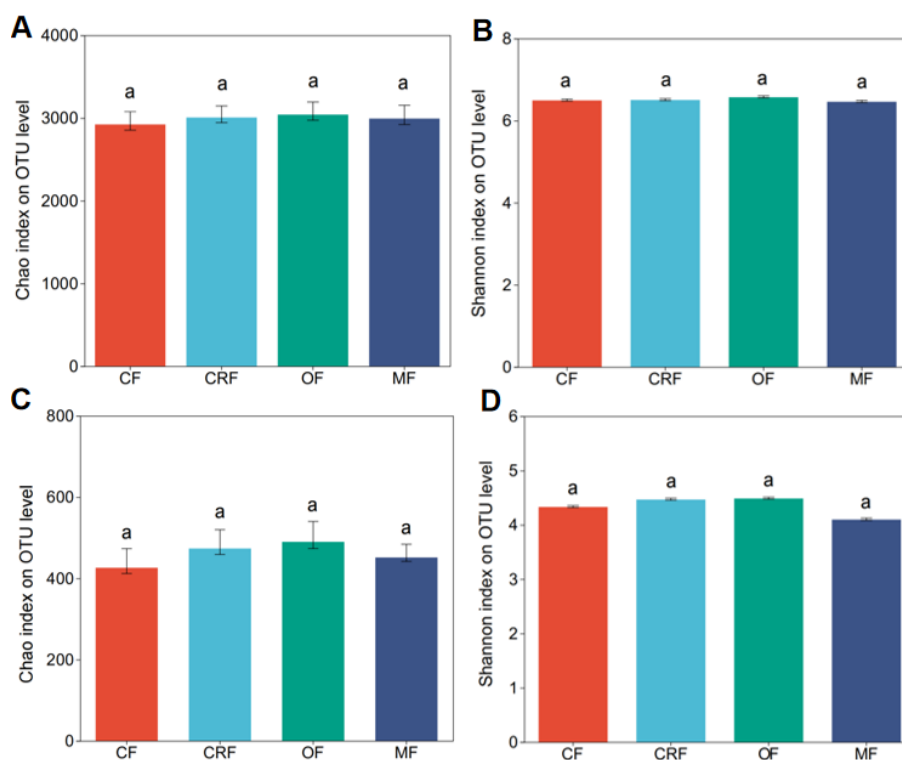 A
Chao index on OTU level
4000
3000
2000
1000
0
a a a a
CF CRF OF MF
B
Shannon index on OTU level
8
6
4
2
0
a a a a
CF CRF OF MF
C
Chao index on OTU level
800
600
400
200
0
a a a a
CF CRF OF MF
D
Shannon index on OTU level
6
5
4
3
2
1
0
a a a a
CF CRF OF MF